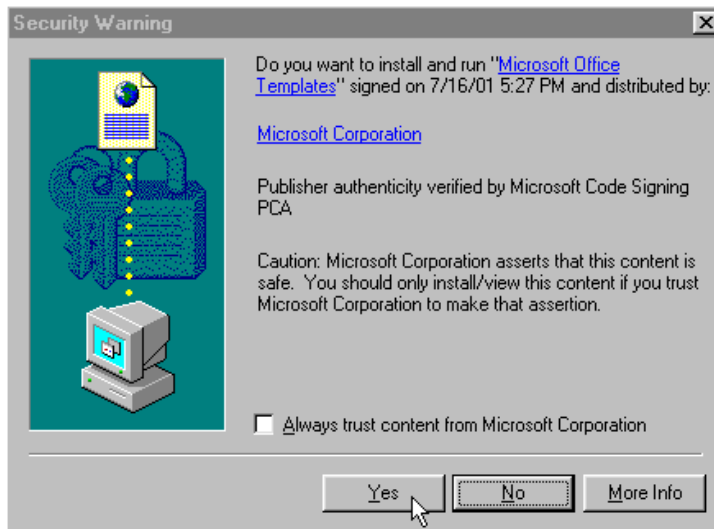 Security Warning
Do you want to install and run "Microsoft Office
Templates" signed on 7/16/01 5:27 PM and distributed by:
Microsoft Corporation
Publisher authenticity verified by Microsoft Code Signing
PCA
Caution: Microsoft Corporation asserts that this content is
safe. You should only install/view this content if you trust
Microsoft Corporation to make that assertion.
Always trust content from Microsoft Corporation
Yes No More Info